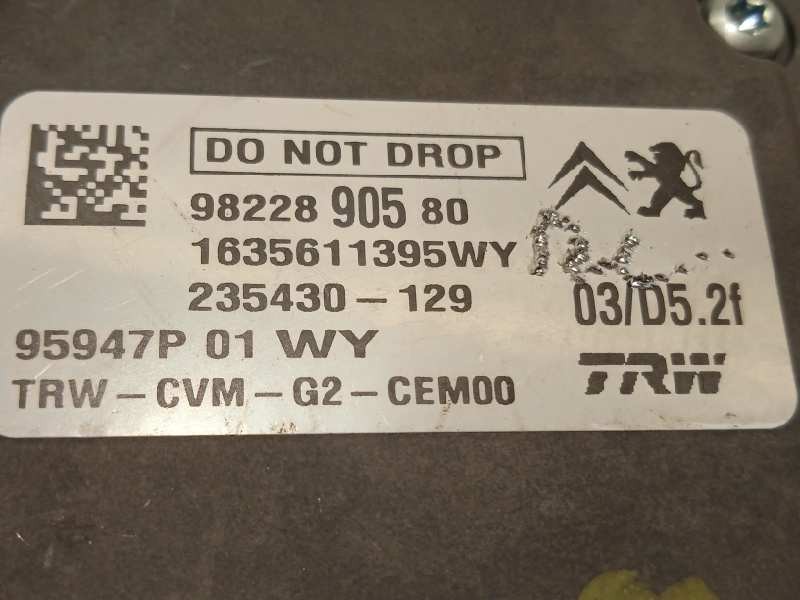 DO NOT DROP
98228 905 80
1635611395WY
235430-129
03/D5.2f
95947P 01 WY
TRW-CVM-G2-CEM00
TRW